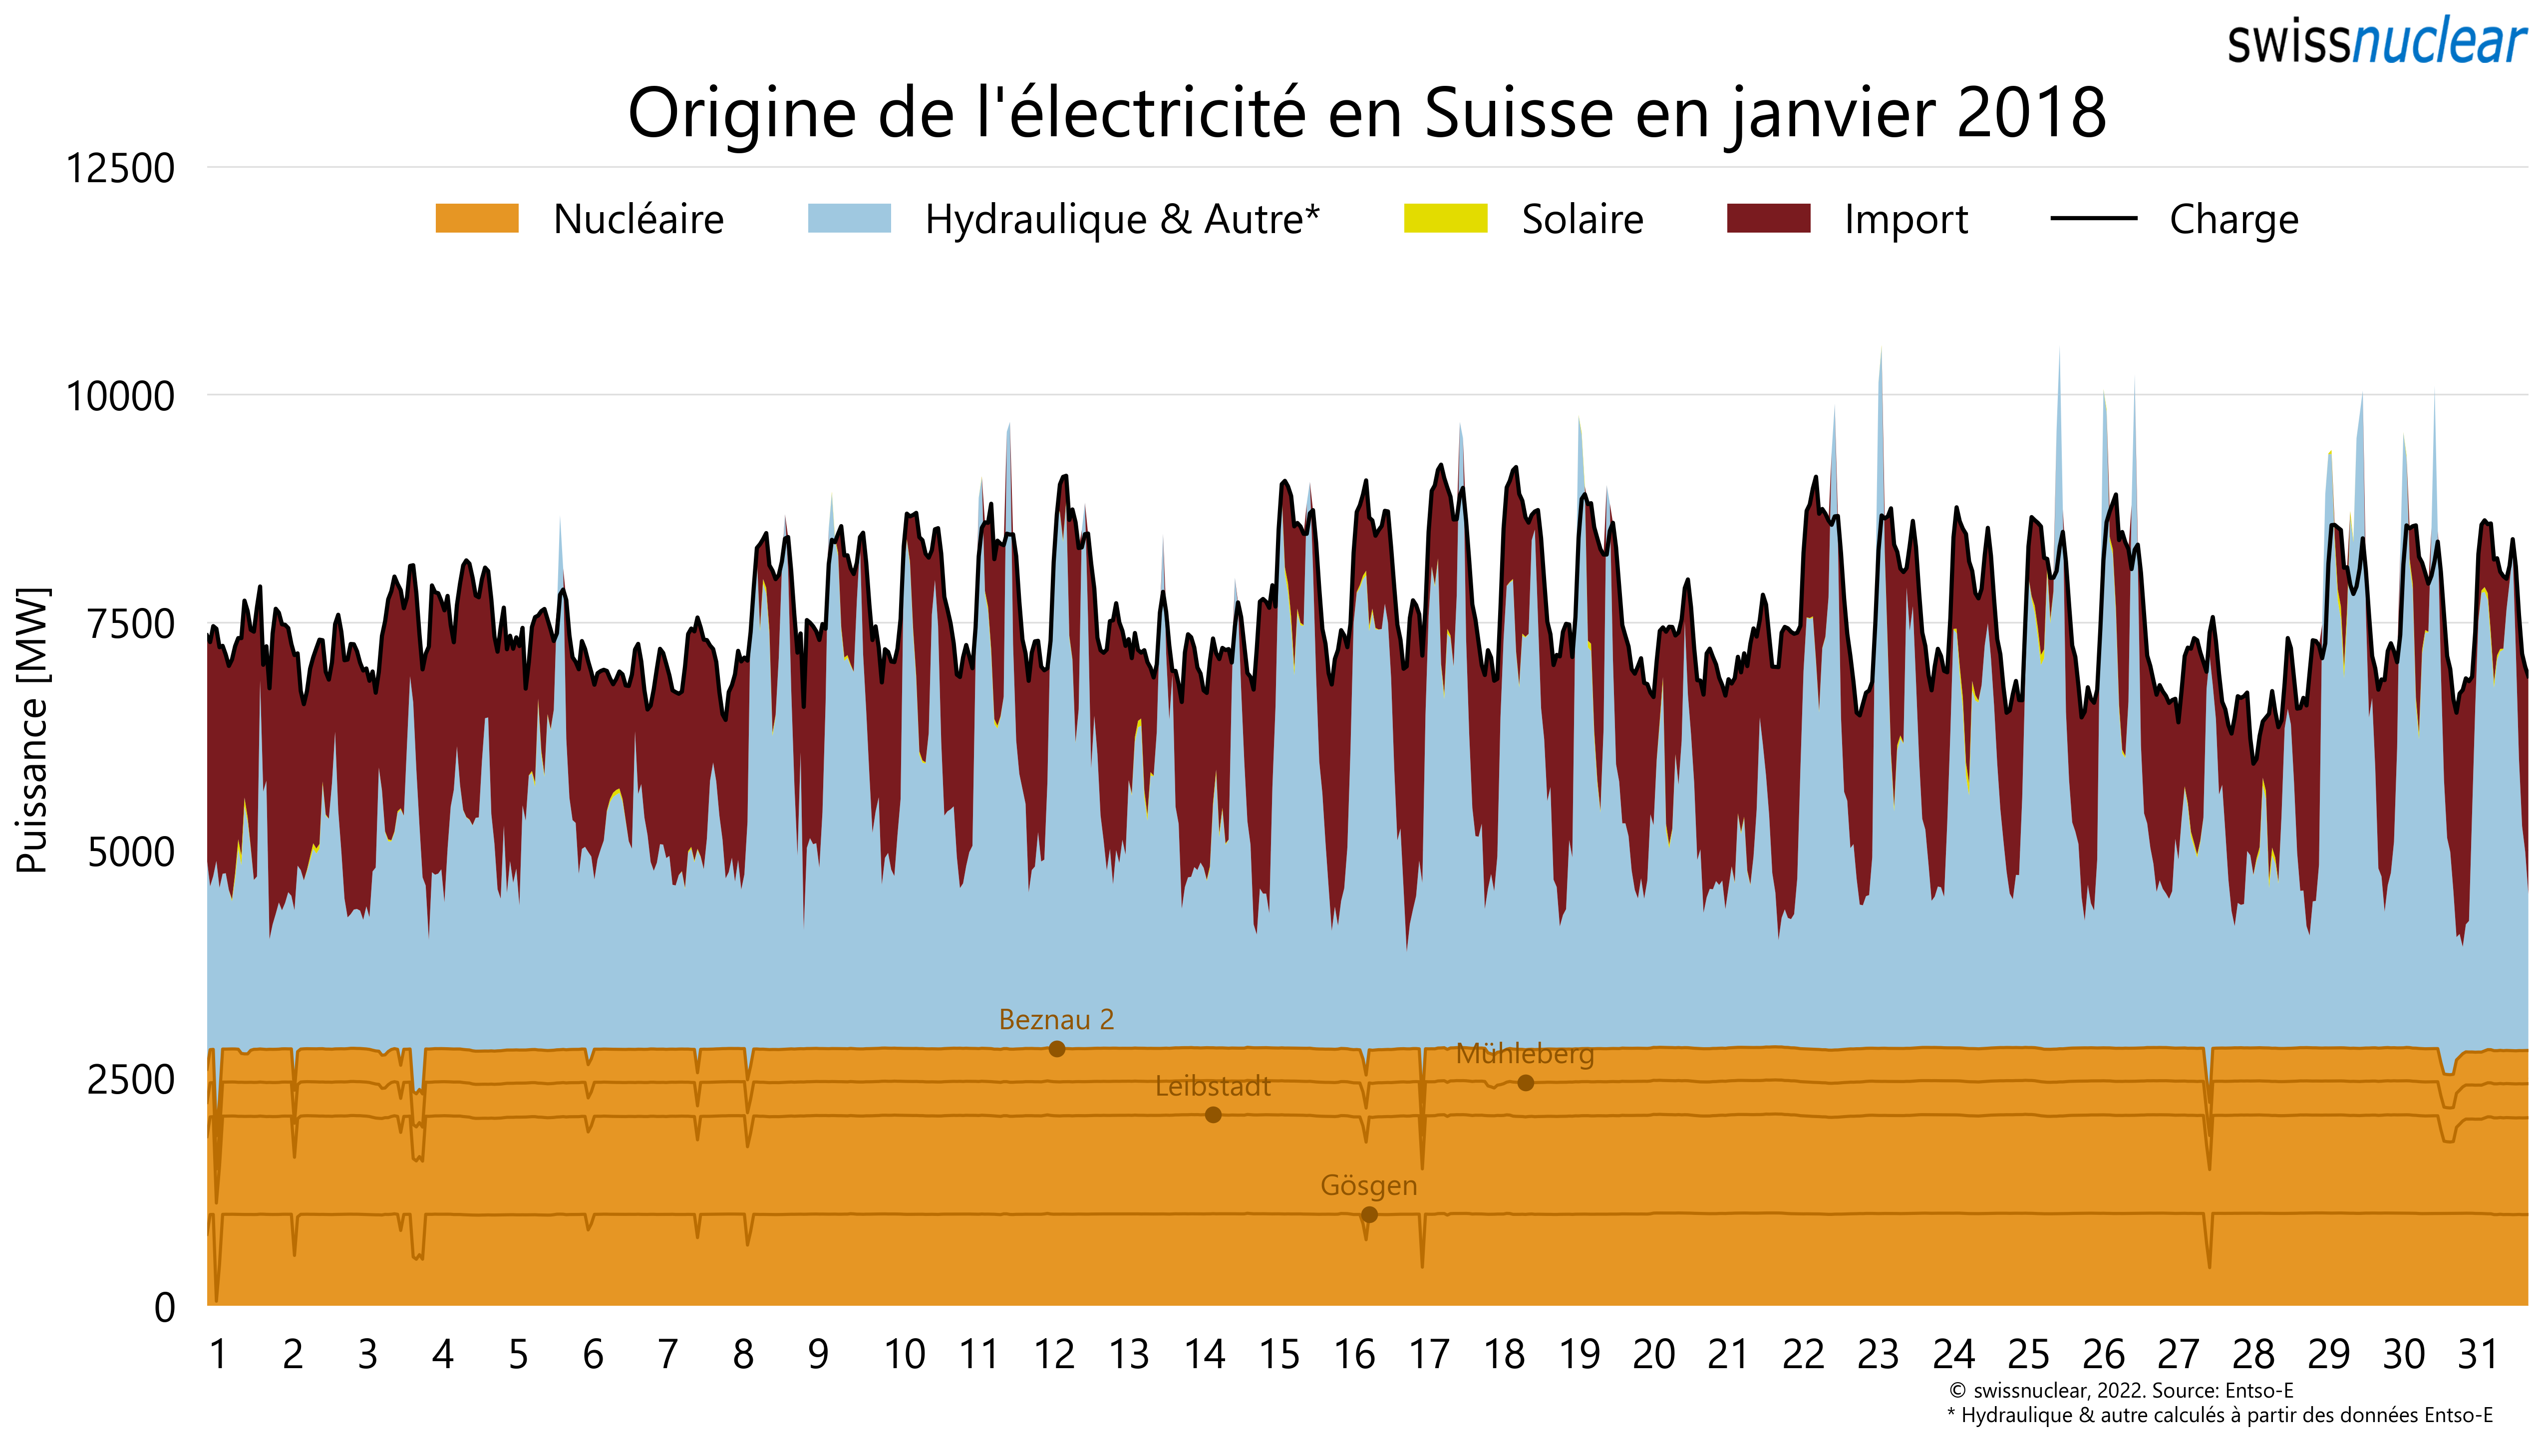 swissnuclear
Origine de l'électricité en Suisse en janvier 2018
12500
Nucléaire Hydraulique & Autre* Solaire Import Charge
10000
7500
Puissance [MW]
5000
Beznau 2
Mühleberg
2500
Leibstadt
Gösgen
0
1 2 3 4 5 6 7 8 9 10 11 12 13 14 15 16 17 18 19 20 21 22 23 24 25 26 27 28 29 30 31
© swissnuclear, 2022. Source: Entso-E
* Hydraulique & autre calculés à partir des données Entso-E